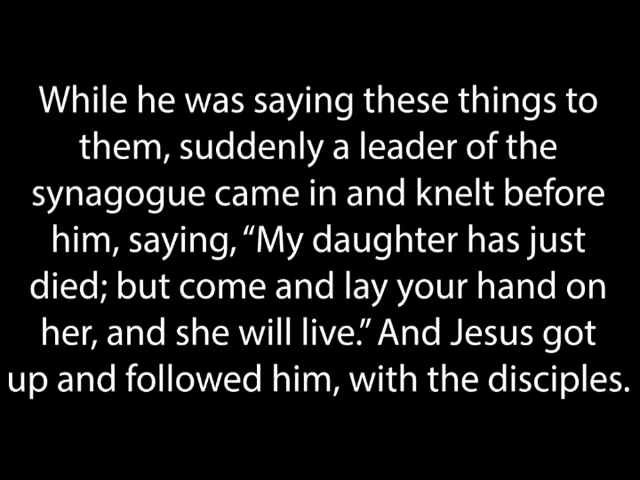 While he was saying these things to
them, suddenly a leader of the
synagogue came in and knelt before
him, saying, “My daughter has just
died; but come and lay your hand on
her, and she will live.” And Jesus got
up and followed him, with the disciples.